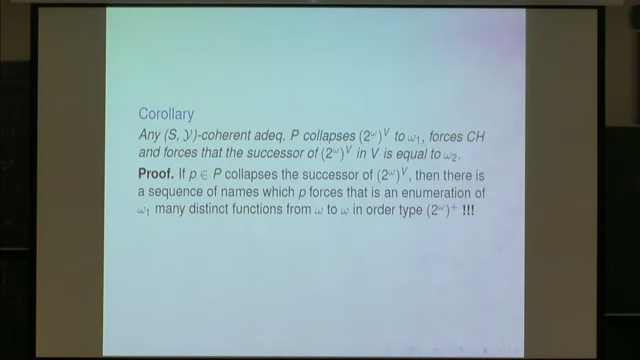 Corollary
Any (S, 𝒴)-coherent adeq. P collapses (2^ω)^V to ω₁, forces CH
and forces that the successor of (2^ω)^V in V is equal to ω₂.
Proof. If p ∈ P collapses the successor of (2^ω)^V, then there is
a sequence of names which p forces that is an enumeration of
ω₁ many distinct functions from ω to ω in order type (2^ω)^+ !!!